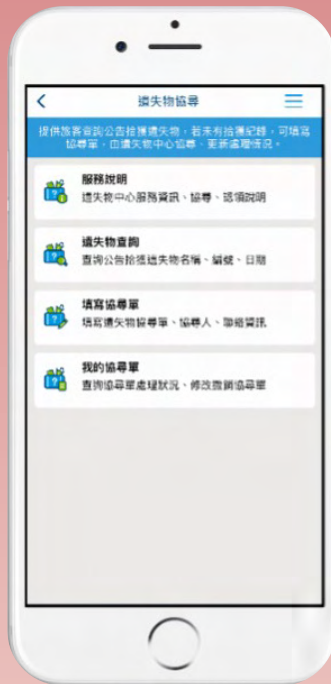 遺失物協尋
提供旅客查詢公告拾獲遺失物，若未有拾獲紀錄，可填寫
協尋單，由遺失物中心協尋、更新處理情況。
服務說明
遺失物中心服務資訊、協尋、認領說明
遺失物查詢
查詢公告拾獲遺失物名稱、編號、日期
填寫協尋單
填寫遺失物協尋單、協尋人、聯絡資訊
我的協尋單
查詢協尋單處理狀況、修改撤銷協尋單